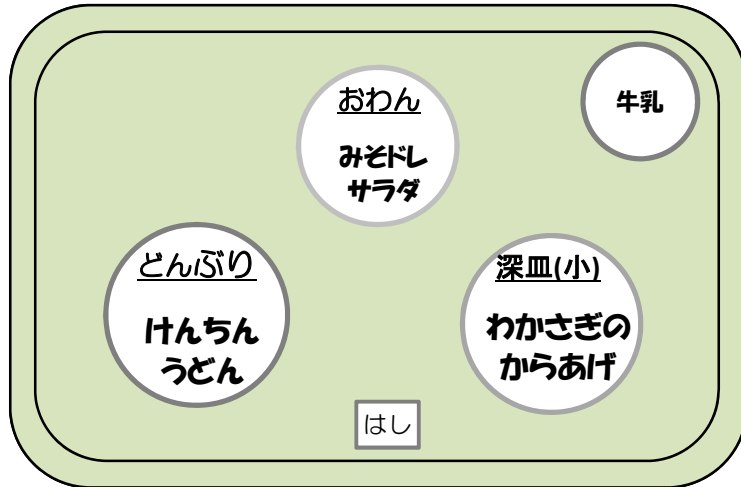 おわん
みそドレ
サラダ
牛乳
どんぶり
けんちん
うどん
深皿(小)
わかさぎの
からあげ
はし